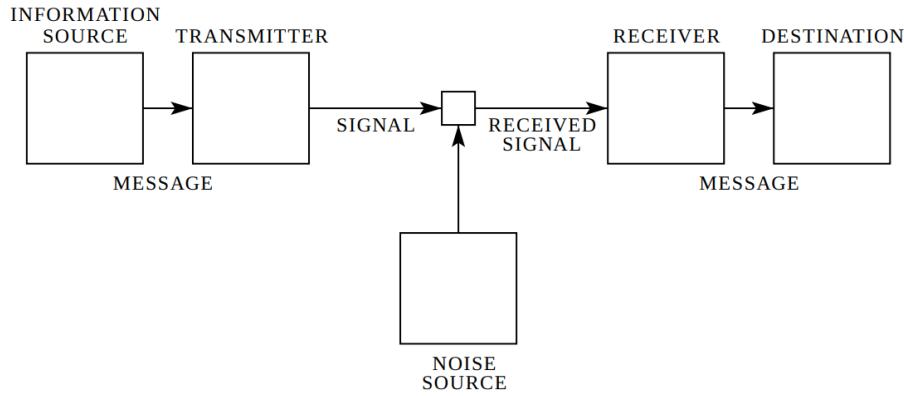 INFORMATION
SOURCE
TRANSMITTER
RECEIVER
DESTINATION
SIGNAL
RECEIVED
SIGNAL
MESSAGE
MESSAGE
NOISE
SOURCE